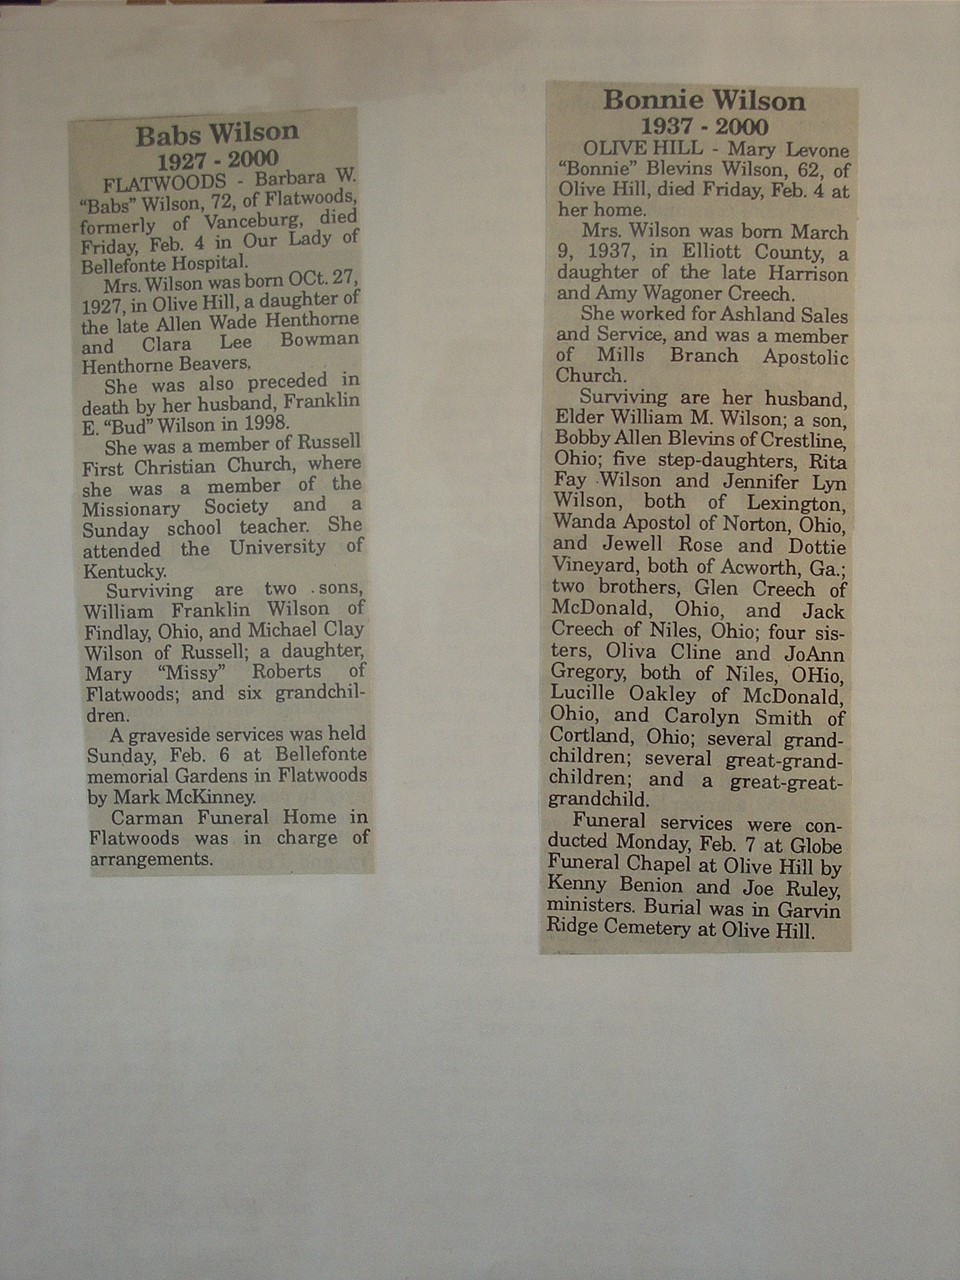 Babs Wilson
1927 - 2000
FLATWOODS - Barbara W.
"Babs" Wilson, 72, of Flatwoods,
formerly of Vanceburg, died
Friday, Feb. 4 in Our Lady of
Bellefonte Hospital.
Mrs. Wilson was born OCt. 27,
1927, in Olive Hill, a daughter of
the late Allen Wade Henthorne
and Clara Lee Bowman
Henthorne Beavers.
She was also preceded in
death by her husband, Franklin
E. "Bud" Wilson in 1998.
She was a member of Russell
First Christian Church, where
she was a member of the
Missionary Society and a
Sunday school teacher. She
attended the University of
Kentucky.
Surviving are two sons,
William Franklin Wilson of
Findlay, Ohio, and Michael Clay
Wilson of Russell; a daughter,
Mary "Missy" Roberts of
Flatwoods; and six grandchil-
dren.
A graveside services was held
Sunday, Feb. 6 at Bellefonte
memorial Gardens in Flatwoods
by Mark McKinney.
Carman Funeral Home in
Flatwoods was in charge of
arrangements.
Bonnie Wilson
1937 - 2000
OLIVE HILL - Mary Levone
"Bonnie" Blevins Wilson, 62, of
Olive Hill, died Friday, Feb. 4 at
her home.
Mrs. Wilson was born March
9, 1937, in Elliott County, a
daughter of the late Harrison
and Amy Wagoner Creech.
She worked for Ashland Sales
and Service, and was a member
of Mills Branch Apostolic
Church.
Surviving are her husband,
Elder William M. Wilson; a son,
Bobby Allen Blevins of Crestline,
Ohio; five step-daughters, Rita
Fay Wilson and Jennifer Lyn
Wilson, both of Lexington,
Wanda Apostol of Norton, Ohio,
and Jewell Rose and Dottie
Vineyard, both of Acworth, Ga.;
two brothers, Glen Creech of
McDonald, Ohio, and Jack
Creech of Niles, Ohio; four sis-
ters, Oliva Cline and JoAnn
Gregory, both of Niles, OHio,
Lucille Oakley of McDonald,
Ohio, and Carolyn Smith of
Cortland, Ohio; several grand-
children; several great-grand-
children; and a great-great-
grandchild.
Funeral services were con-
ducted Monday, Feb. 7 at Globe
Funeral Chapel at Olive Hill by
Kenny Benion and Joe Ruley,
ministers. Burial was in Garvin
Ridge Cemetery at Olive Hill.